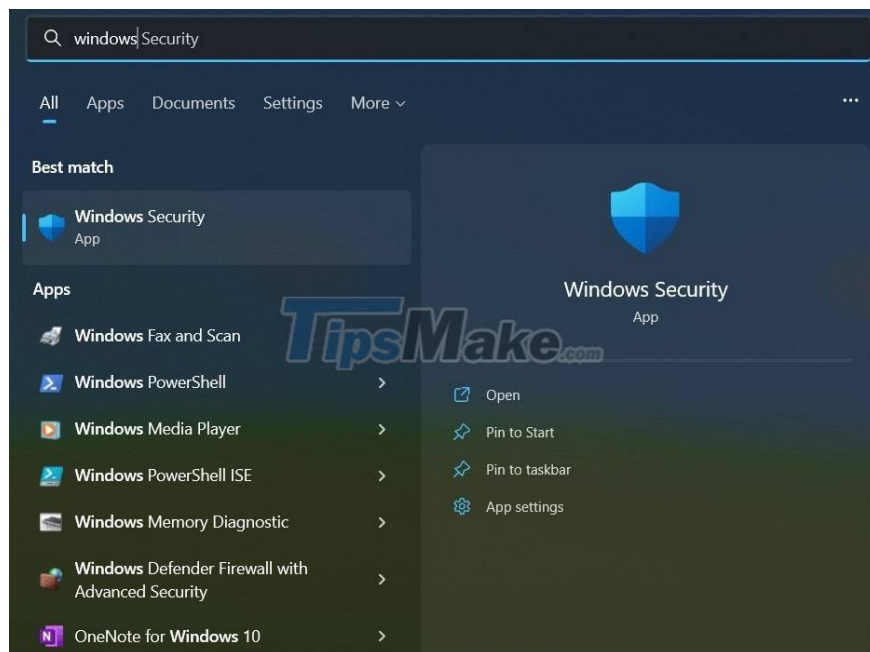 windows Security
All Apps Documents Settings More
Best match
Windows Security
App
Apps
Windows Fax and Scan
Windows PowerShell
Windows Media Player
Windows PowerShell ISE
Windows Memory Diagnostic
Windows Defender Firewall with
Advanced Security
N OneNote for Windows 10
Windows Security
App
TipsMake.com
Open
Pin to Start
Pin to taskbar
App settings